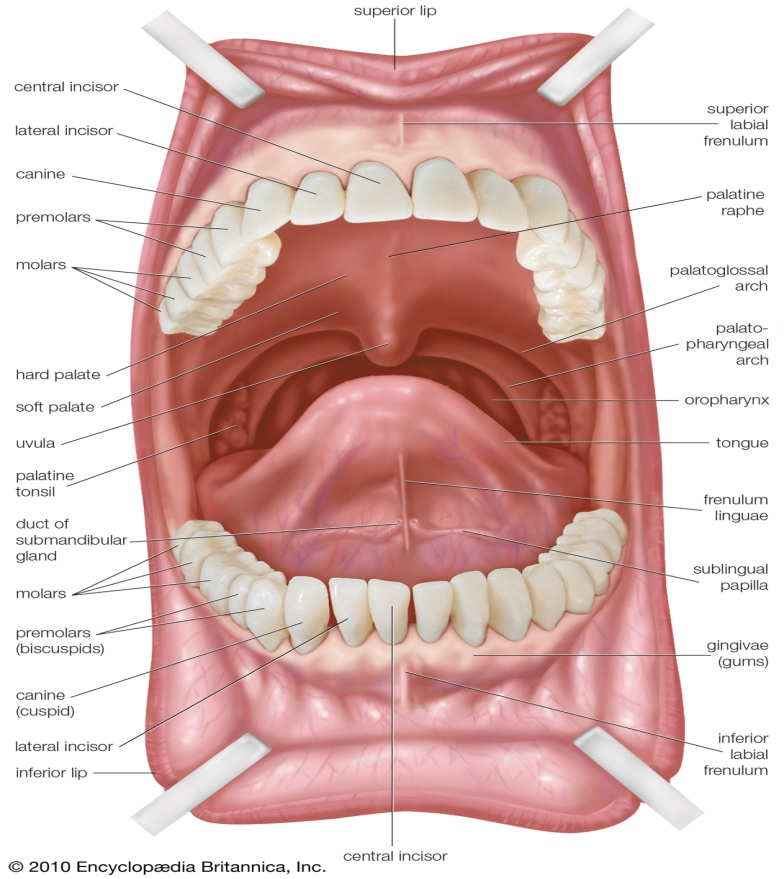 superior lip
central incisor
lateral incisor
canine
premolars
molars
hard palate
soft palate
uvula
palatine
tonsil
duct of
submandibular
gland
molars
premolars
(biscuspids)
canine
(cuspid)
lateral incisor
inferior lip
superior
labial
frenulum
palatine
raphe
palatoglossal
arch
palato-
pharyngeal
arch
oropharynx
tongue
frenulum
linguae
sublingual
papilla
gingivae
(gums)
inferior
labial
frenulum
central incisor
© 2010 Encyclopædia Britannica, Inc.